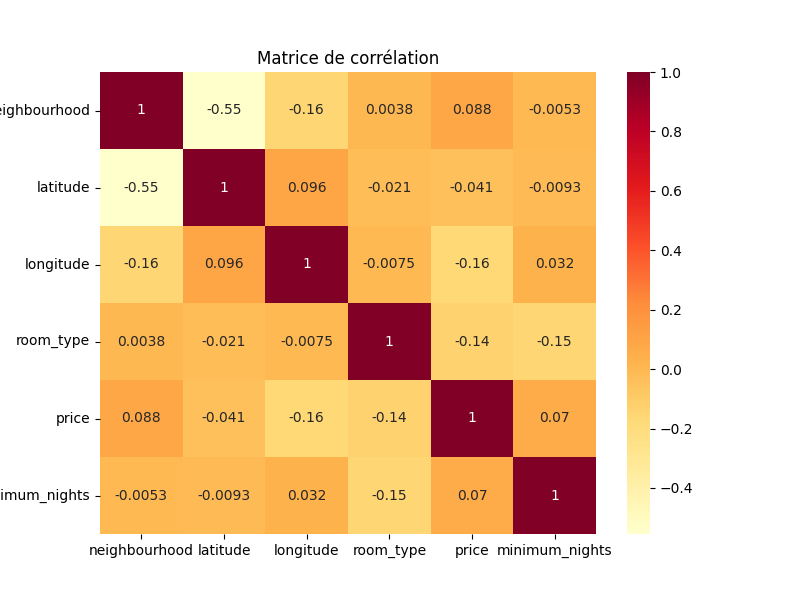 Matrice de corrélation
eighbourhood 1 -0.55 -0.16 0.0038 0.088 -0.0053
latitude -0.55 1 0.096 -0.021 -0.041 -0.0093
longitude -0.16 0.096 1 -0.0075 -0.16 0.032
room_type 0.0038 -0.021 -0.0075 1 -0.14 -0.15
price 0.088 -0.041 -0.16 -0.14 1 0.07
imum_nights -0.0053 -0.0093 0.032 -0.15 0.07 1
neighbourhood latitude longitude room_type price minimum_nights
1.0
0.8
0.6
0.4
0.2
0.0
−0.2
−0.4